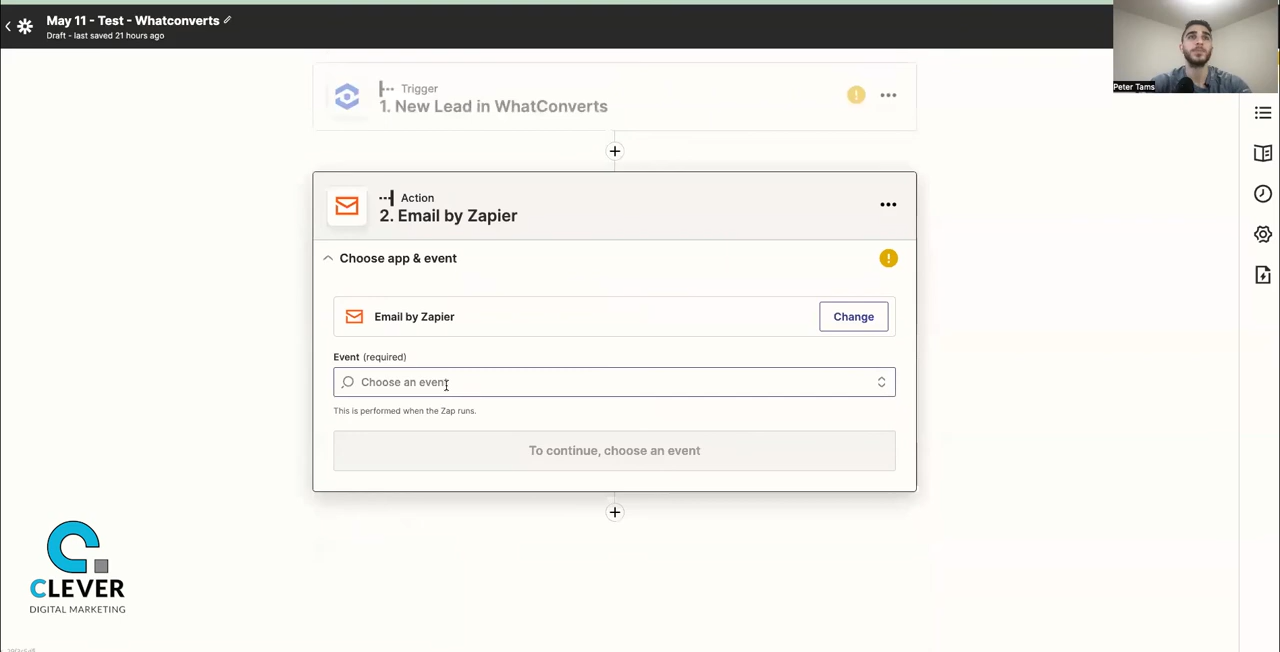 May 11 - Test - Whatconverts
Draft - last saved 21 hours ago
Peter Tams
Trigger
1. New Lead in WhatConverts
Action
2. Email by Zapier
Choose app & event
Email by Zapier
Change
Event (required)
Choose an event
This is performed when the Zap runs.
To continue, choose an event
CLEVER
DIGITAL MARKETING